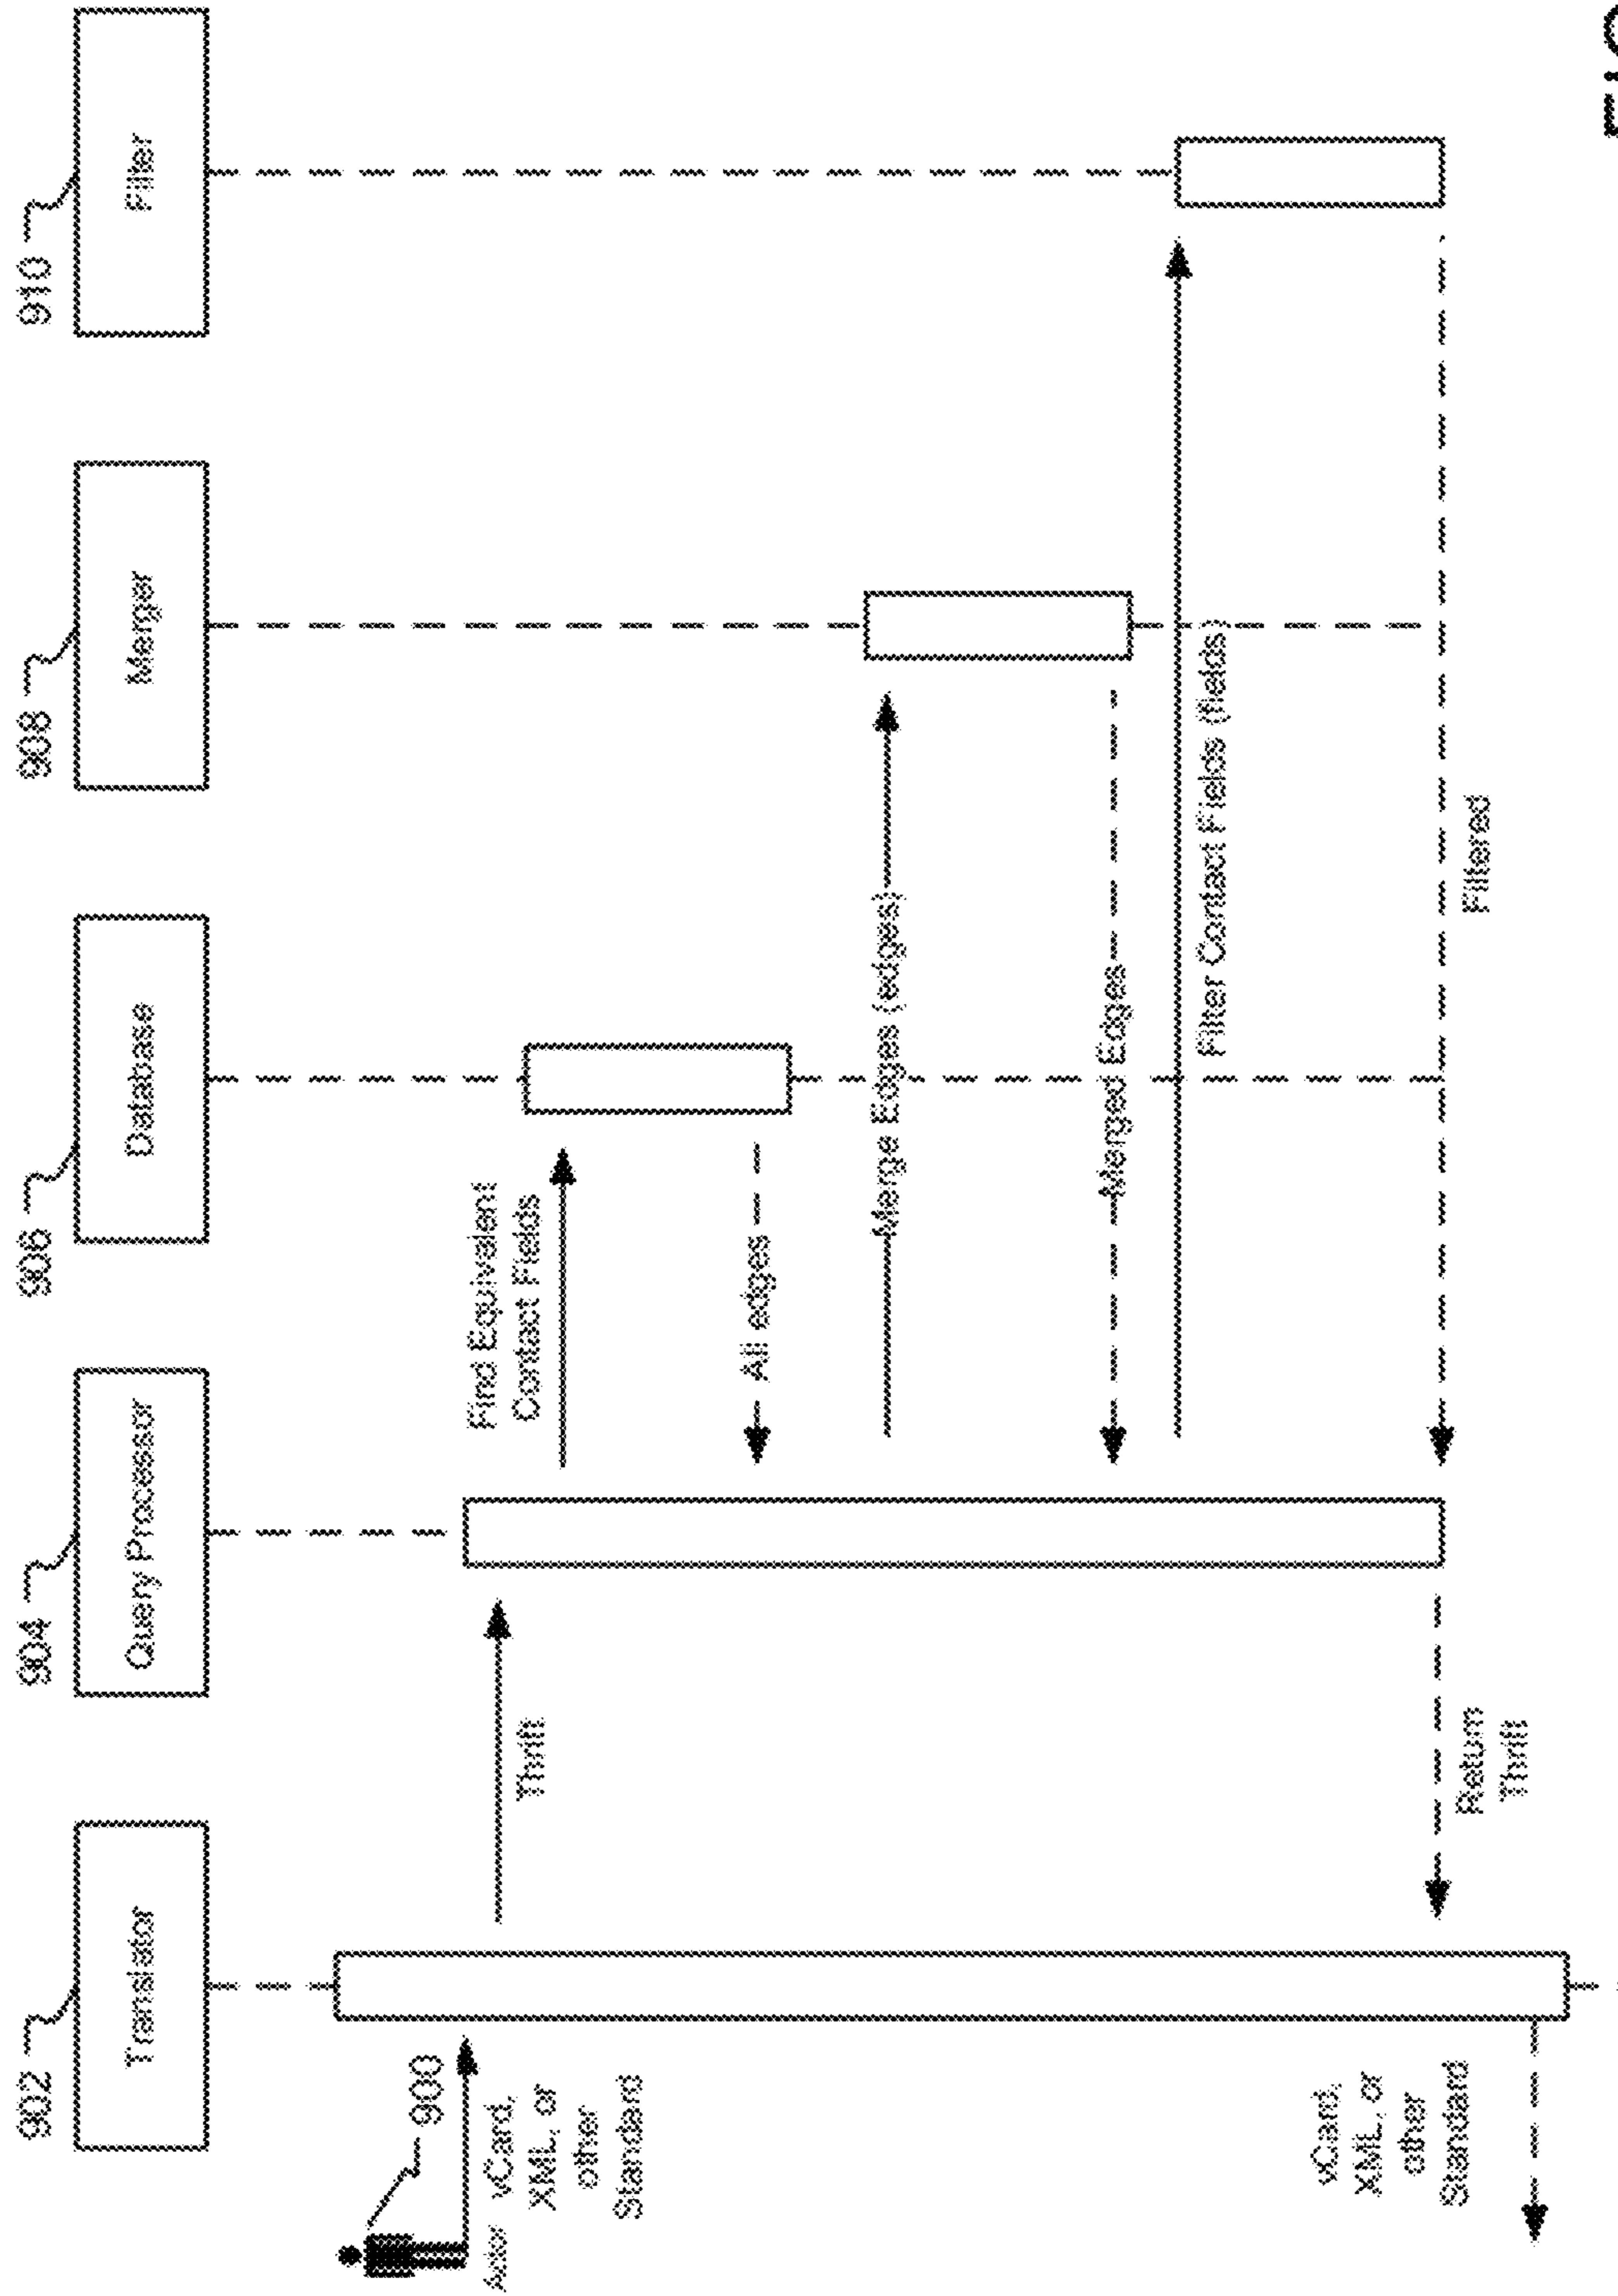 902
904
906
908
910
Translator
Query Processor
Database
Merger
Filter
900
Actor
vCard,
XML, or
other
Standard
Thrift
Find Equivalent
Contact Fields
All edges
Merge Edges (edges)
Merged Edges
Filter Contact Fields (fields)
Filtered
Return
Thrift
vCard,
XML, or
other
Standard